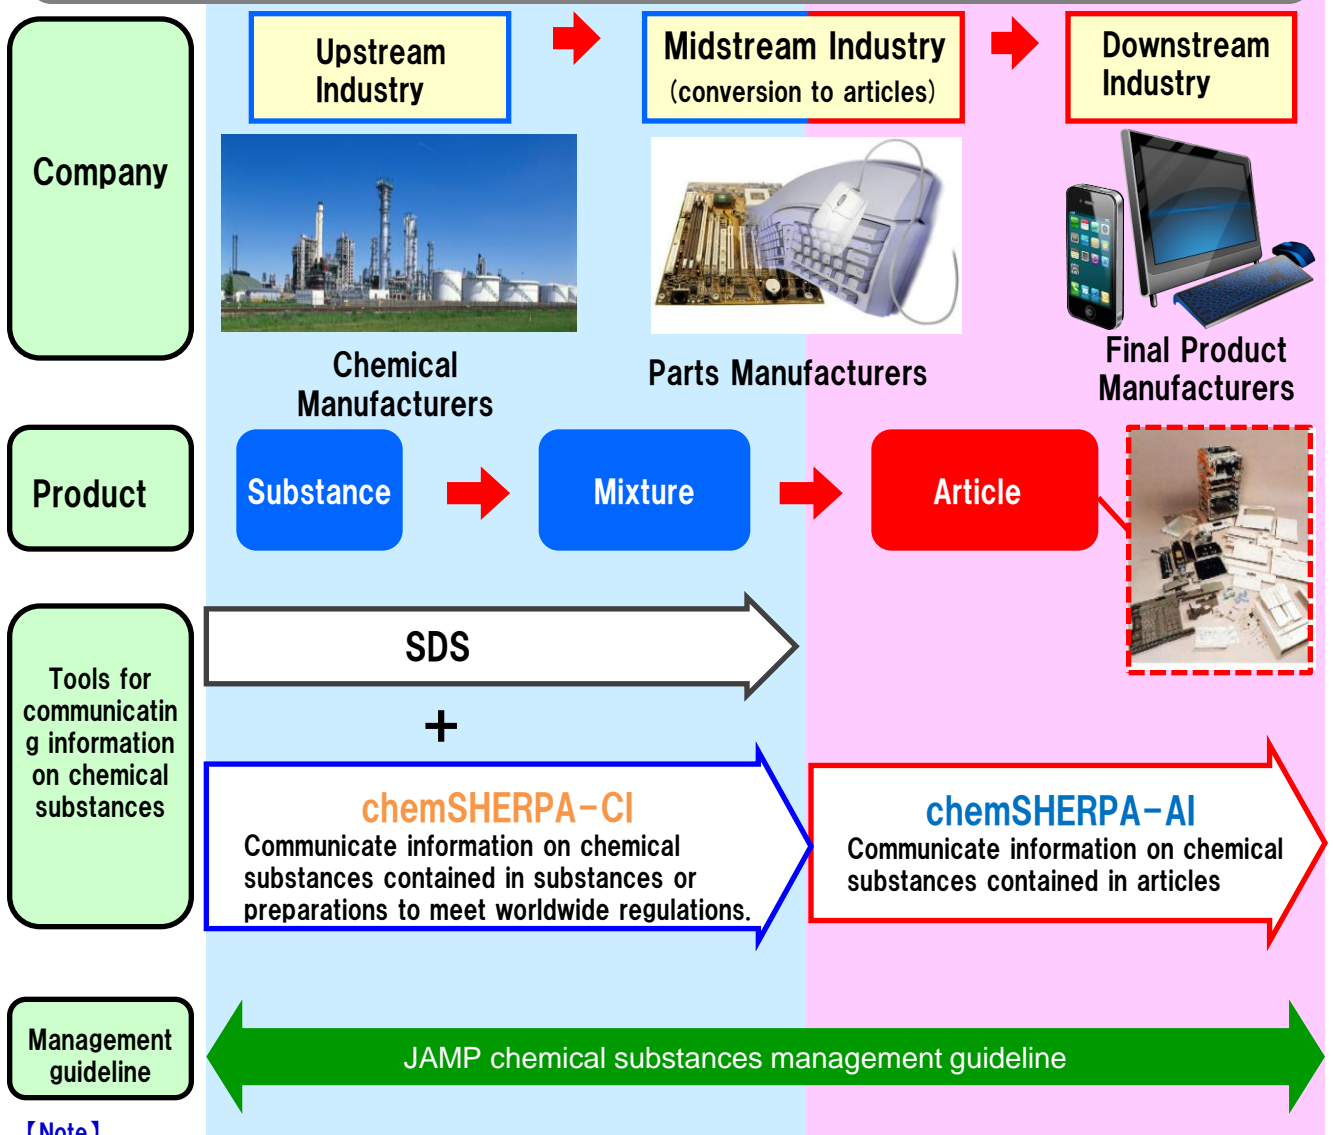 Company
Upstream
Industry
Midstream Industry
(conversion to articles)
Downstream
Industry
Chemical
Manufacturers
Parts Manufacturers
Final Product
Manufacturers
Product
Substance
Mixture
Article
Tools for
communicatin
g information
on chemical
substances
SDS
+
chemSHERPA-CI
Communicate information on chemical
substances contained in substances or
preparations to meet worldwide regulations.
chemSHERPA-AI
Communicate information on chemical
substances contained in articles
Management
guideline
JAMP chemical substances management guideline
【Note】